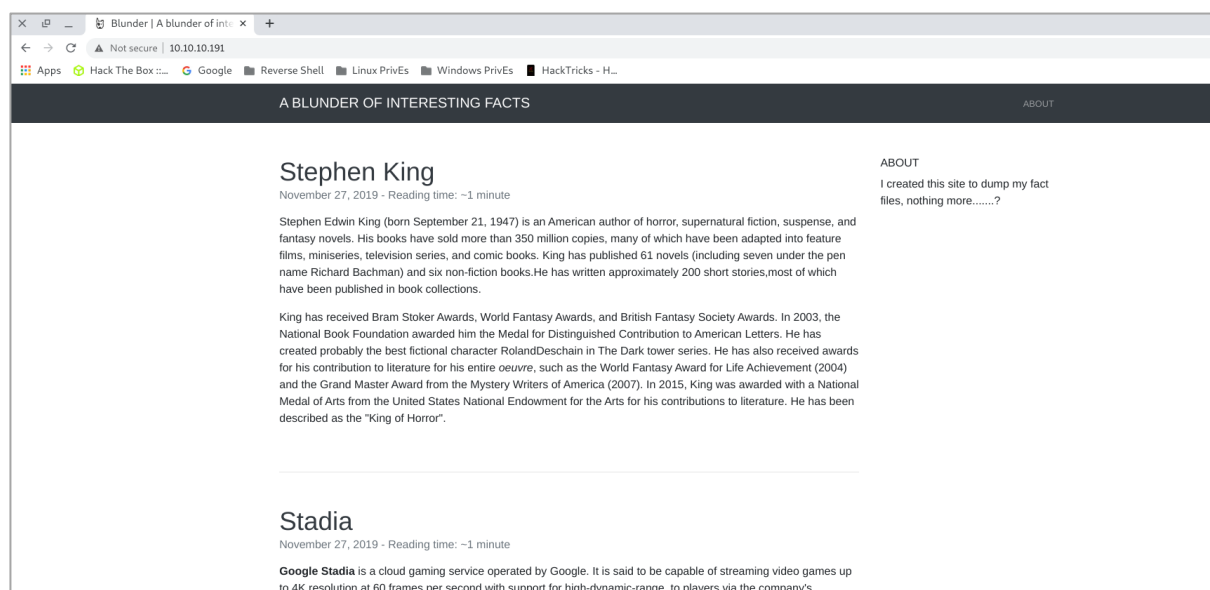 Blunder | A blunder of inte
Not secure | 10.10.10.191
Apps Hack The Box ::... Google Reverse Shell Linux PrivEs Windows PrivEs HackTricks - H...
A BLUNDER OF INTERESTING FACTS ABOUT
Stephen King
November 27, 2019 - Reading time: ~1 minute
Stephen Edwin King (born September 21, 1947) is an American author of horror, supernatural fiction, suspense, and
fantasy novels. His books have sold more than 350 million copies, many of which have been adapted into feature
films, miniseries, television series, and comic books. King has published 61 novels (including seven under the pen
name Richard Bachman) and six non-fiction books.He has written approximately 200 short stories,most of which
have been published in book collections.
King has received Bram Stoker Awards, World Fantasy Awards, and British Fantasy Society Awards. In 2003, the
National Book Foundation awarded him the Medal for Distinguished Contribution to American Letters. He has
created probably the best fictional character RolandDeschain in The Dark tower series. He has also received awards
for his contribution to literature for his entire oeuvre, such as the World Fantasy Award for Life Achievement (2004)
and the Grand Master Award from the Mystery Writers of America (2007). In 2015, King was awarded with a National
Medal of Arts from the United States National Endowment for the Arts for his contributions to literature. He has been
described as the "King of Horror".
ABOUT
I created this site to dump my fact
files, nothing more.......?
Stadia
November 27, 2019 - Reading time: ~1 minute
Google Stadia is a cloud gaming service operated by Google. It is said to be capable of streaming video games up
to 4K resolution at 60 frames per second with support for high-dynamic-range, to players via the company's